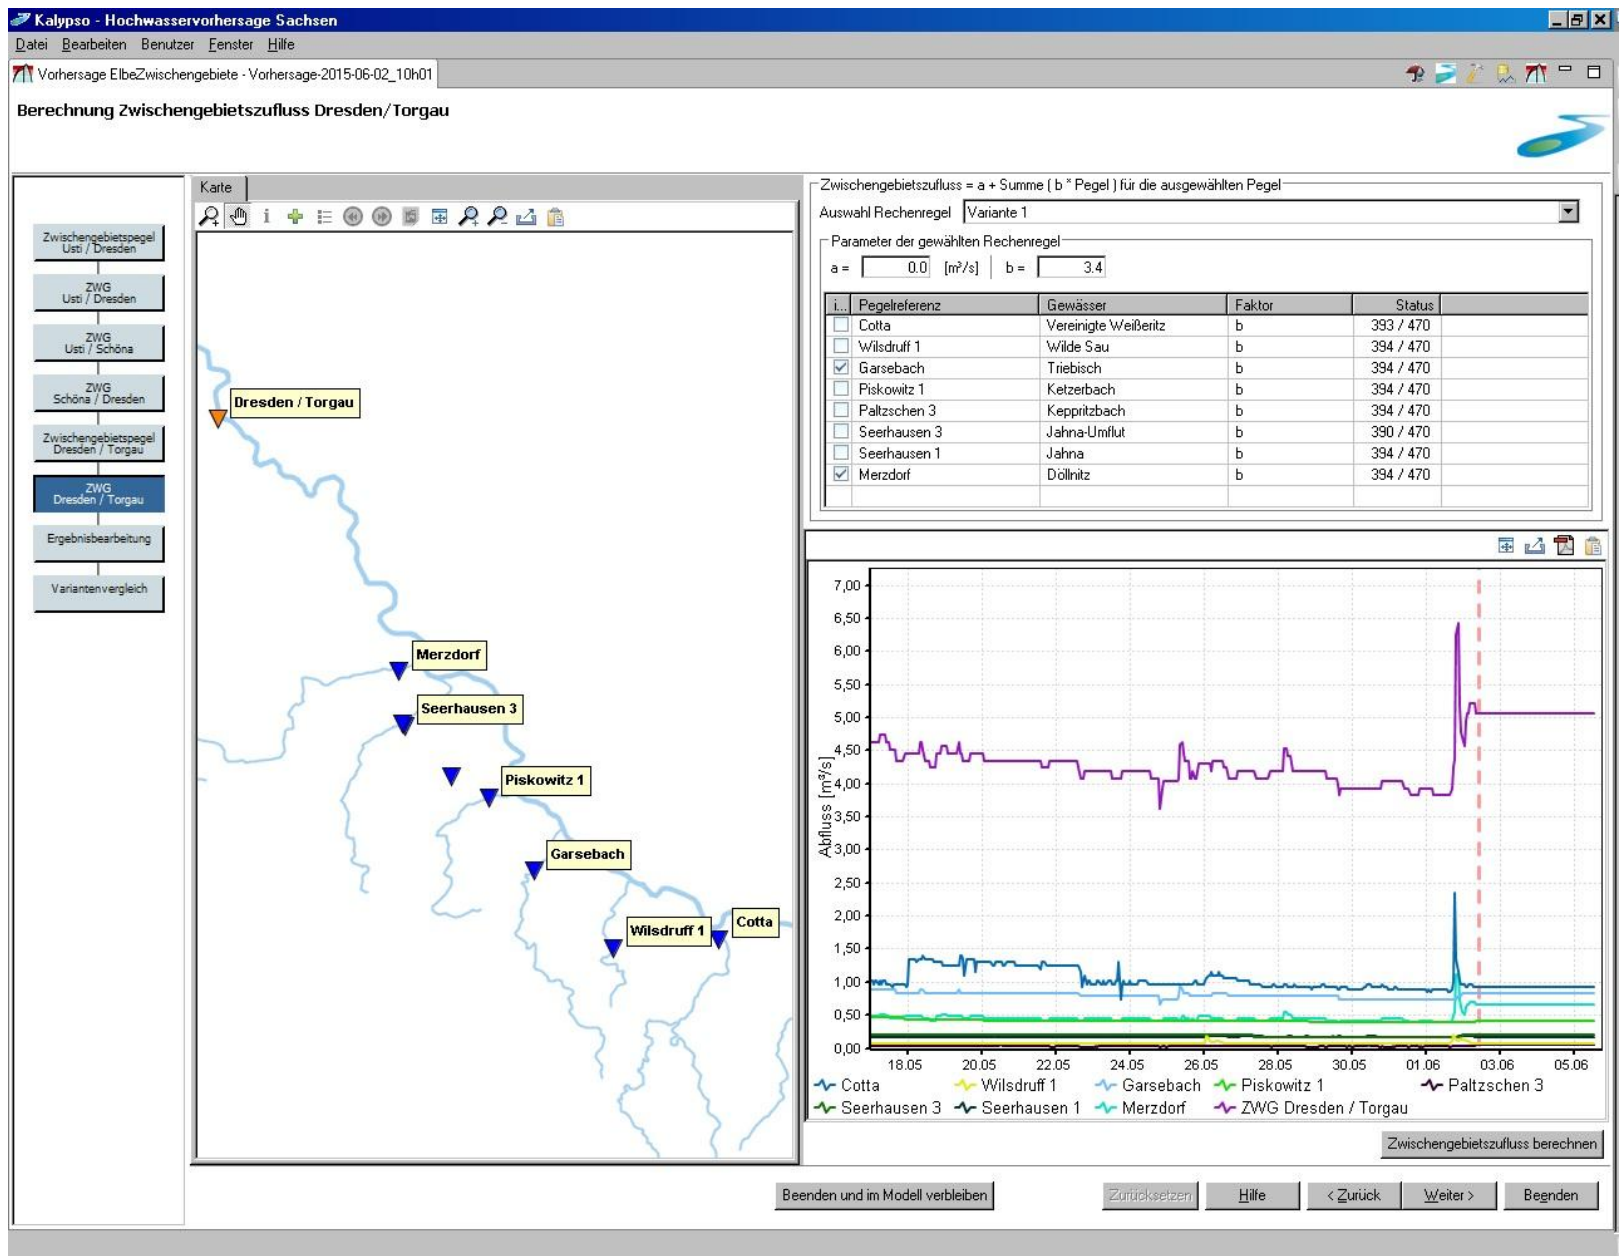 Kalypso - Hochwasservorhersage Sachsen
Datei Bearbeiten Benutzer Fenster Hilfe
Vorhersage ElbeZwischengebiete - Vorhersage-2015-06-02_10h01
Berechnung Zwischengebietszufluss Dresden/Torgau
Zwischengebietspegel
Usti / Dresden
ZWG
Usti / Dresden
ZWG
Usti / Schöna
ZWG
Schöna / Dresden
Zwischengebietspegel
Dresden / Torgau
ZWG
Dresden / Torgau
Ergebnisbearbeitung
Variantenvergleich
Karte
Dresden / Torgau
Merzdorf
Seerhausen 3
Piskowitz 1
Garsebach
Wilsdruff 1
Cotta
Zwischengebietszufluss = a + Summe ( b * Pegel ) für die ausgewählten Pegel
Auswahl Rechenregel Variante 1
Parameter der gewählten Rechenregel
a = 0.0 [m³/s] b = 3.4
i... Pegelreferenz Gewässer Faktor Status
Cotta Vereinigte Weißeritz b 393 / 470
Wilsdruff 1 Wilde Sau b 394 / 470
Garsebach Triebisch b 394 / 470
Piskowitz 1 Ketzerbach b 394 / 470
Paltzschen 3 Keppritzbach b 394 / 470
Seerhausen 3 Jahna-Umflut b 390 / 470
Seerhausen 1 Jahna b 394 / 470
Merzdorf Döllnitz b 394 / 470
Abfluss [m³/s]
7,00
6,50
6,00
5,50
5,00
4,50
4,00
3,50
3,00
2,50
2,00
1,50
1,00
0,50
0,00
18.05 20.05 22.05 24.05 26.05 28.05 30.05 01.06 03.06 05.06
Cotta Wilsdruff 1 Garsebach Piskowitz 1 Paltzschen 3
Seerhausen 3 Seerhausen 1 Merzdorf ZWG Dresden / Torgau
Zwischengebietszufluss berechnen
Beenden und im Modell verbleiben Zurücksetzen Hilfe < Zurück Weiter > Beenden